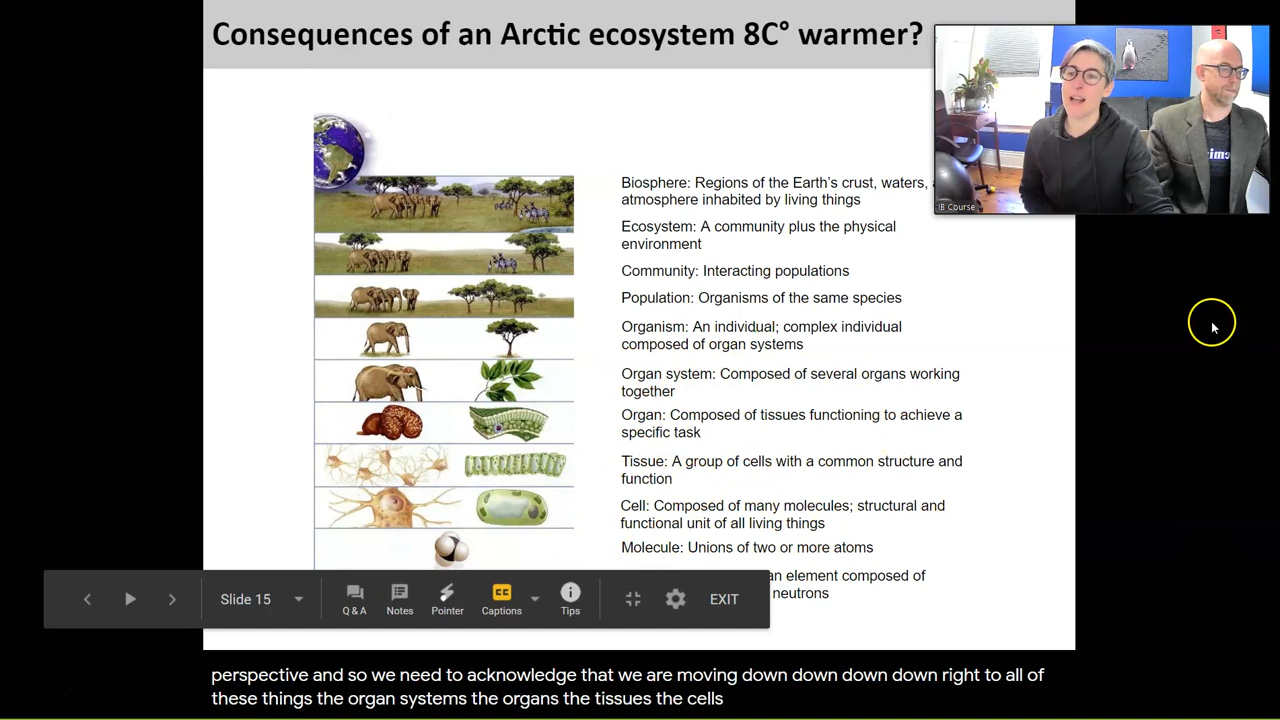 Consequences of an Arctic ecosystem 8C° warmer?
IB Course
Biosphere: Regions of the Earth's crust, waters,
atmosphere inhabited by living things
Ecosystem: A community plus the physical
environment
Community: Interacting populations
Population: Organisms of the same species
Organism: An individual; complex individual
composed of organ systems
Organ system: Composed of several organs working
together
Organ: Composed of tissues functioning to achieve a
specific task
Tissue: A group of cells with a common structure and
function
Cell: Composed of many molecules; structural and
functional unit of all living things
Molecule: Unions of two or more atoms
an element composed of
neutrons
Slide 15
Q & A
Notes
Pointer
CC
Captions
Tips
EXIT
perspective and so we need to acknowledge that we are moving down down down down right to all of
these things the organ systems the organs the tissues the cells